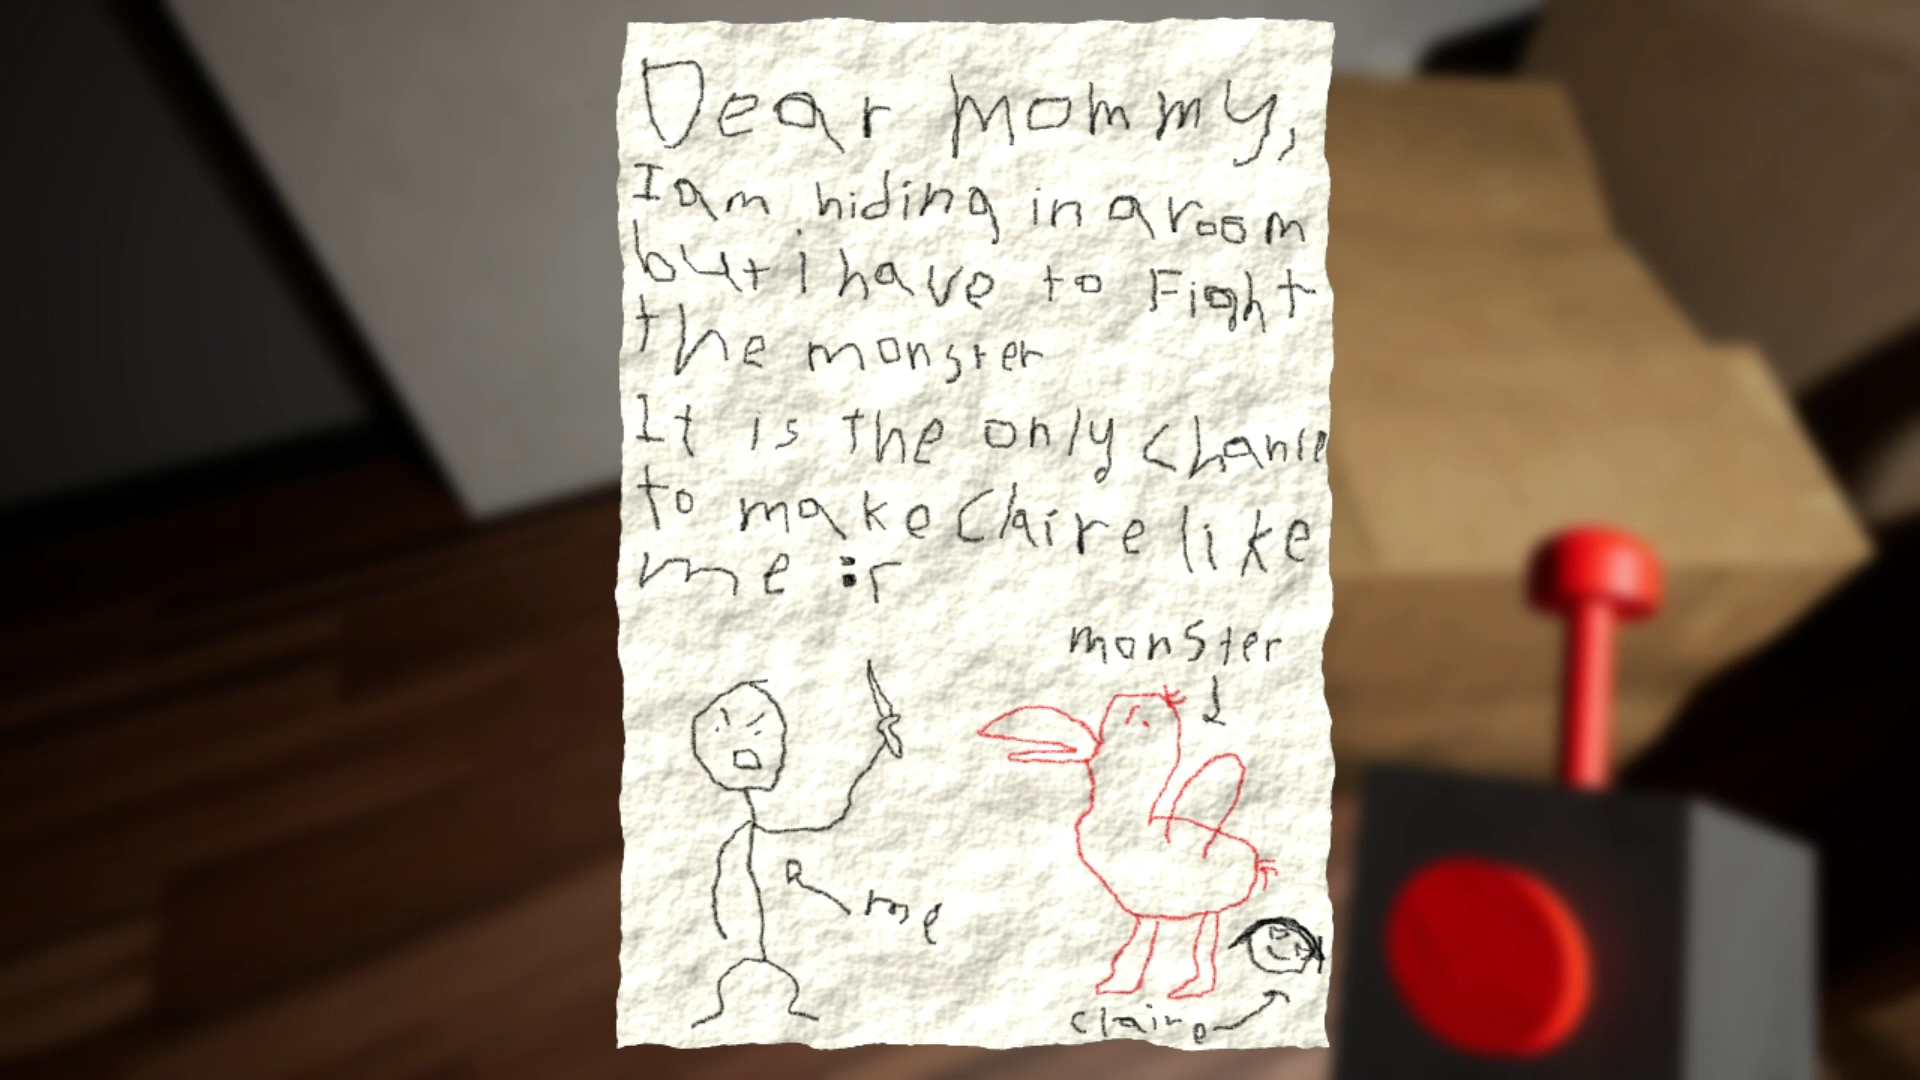 Dear Mommy,
I am hiding in a room
but i have to Fight
the monster
It is the only chance
to make Claire like
me :r
monster
me
claire